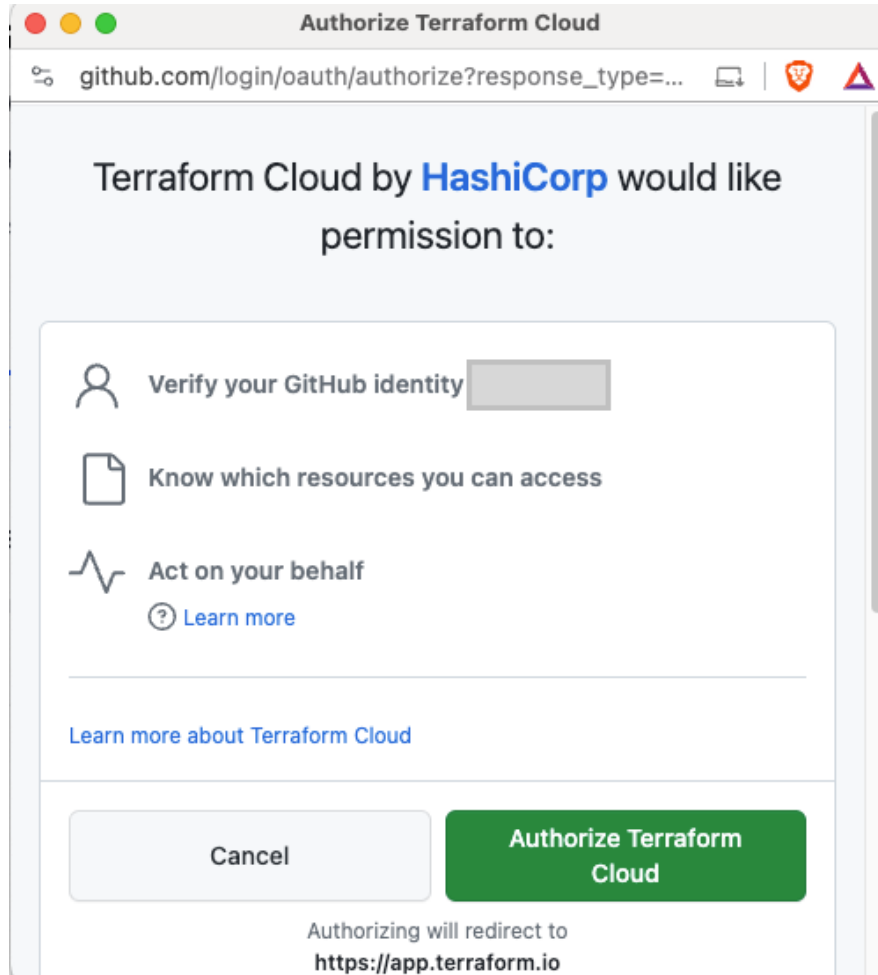 Authorize Terraform Cloud
github.com/login/oauth/authorize?response_type=...
Terraform Cloud by HashiCorp would like
permission to:
Verify your GitHub identity
Know which resources you can access
Act on your behalf
? Learn more
Learn more about Terraform Cloud
Cancel
Authorize Terraform
Cloud
Authorizing will redirect to
https://app.terraform.io